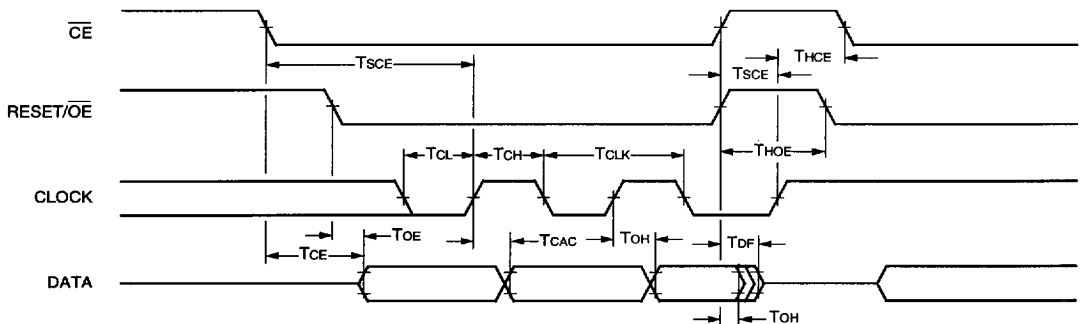 CE
THCE
TSCE
TSCE
RESET/OE
TCL
TCH
TCLK
THOE
CLOCK
TOE
TCAC
TOH
TDF
TCE
DATA
TOH